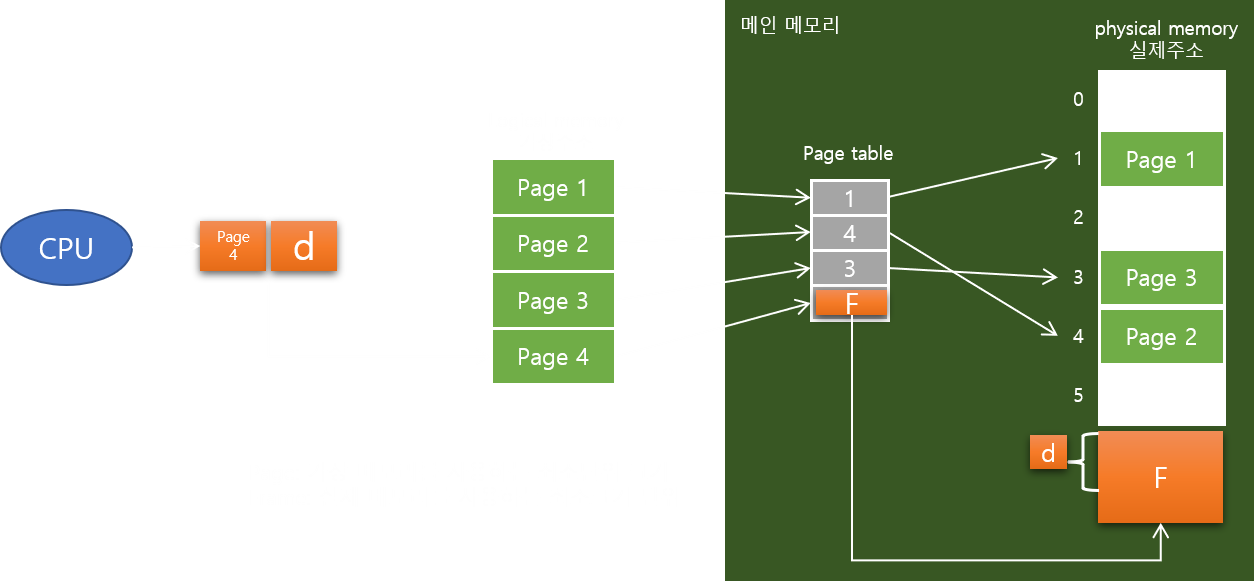 메인 메모리
physical memory
실제주소
0
Page table
1
Page 1
Page 1
1
CPU
Page
4
d
Page 2
4
2
3
Page 3
3
Page 3
F
4
Page 2
Page 4
5
d
F